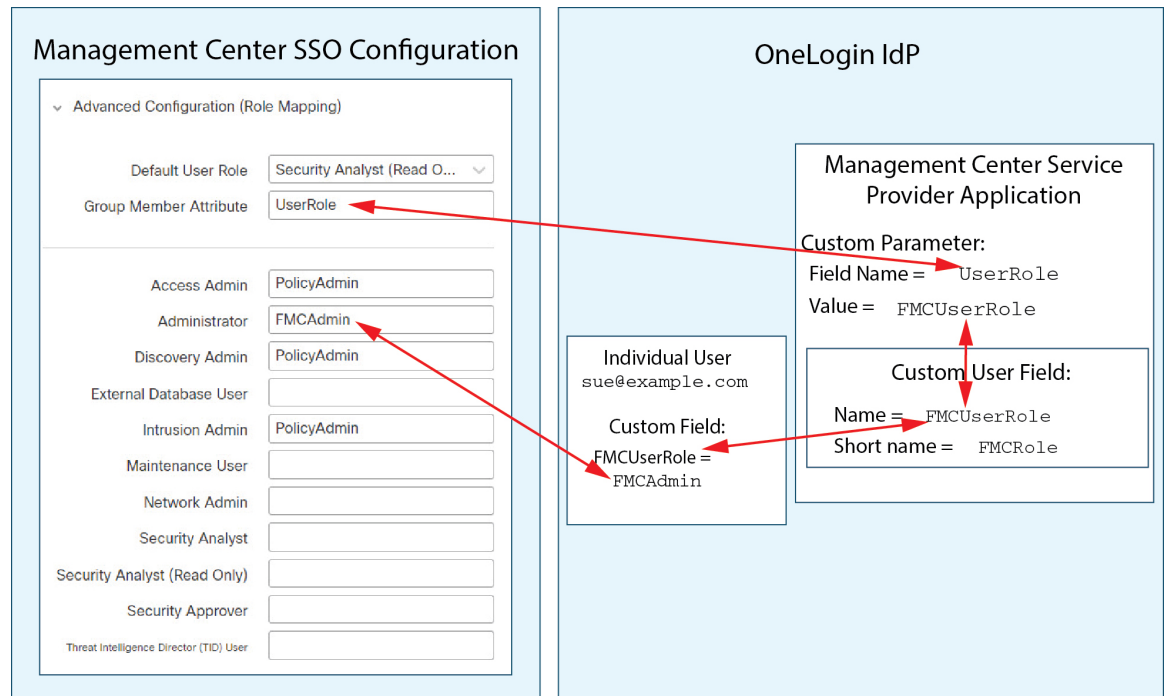 Management Center SSO Configuration
Advanced Configuration (Role Mapping)
Default User Role Security Analyst (Read O...
Group Member Attribute UserRole
Access Admin PolicyAdmin
Administrator FMCAdmin
Discovery Admin PolicyAdmin
External Database User
Intrusion Admin PolicyAdmin
Maintenance User
Network Admin
Security Analyst
Security Analyst (Read Only)
Security Approver
Threat Intelligence Director (TID) User
OneLogin IdP
Individual User
sue@example.com
Custom Field:
FMCUserRole =
FMCAdmin
Management Center Service
Provider Application
Custom Parameter:
Field Name = UserRole
Value = FMCUserRole
Custom User Field:
Name = FMCUserRole
Short name = FMCRole